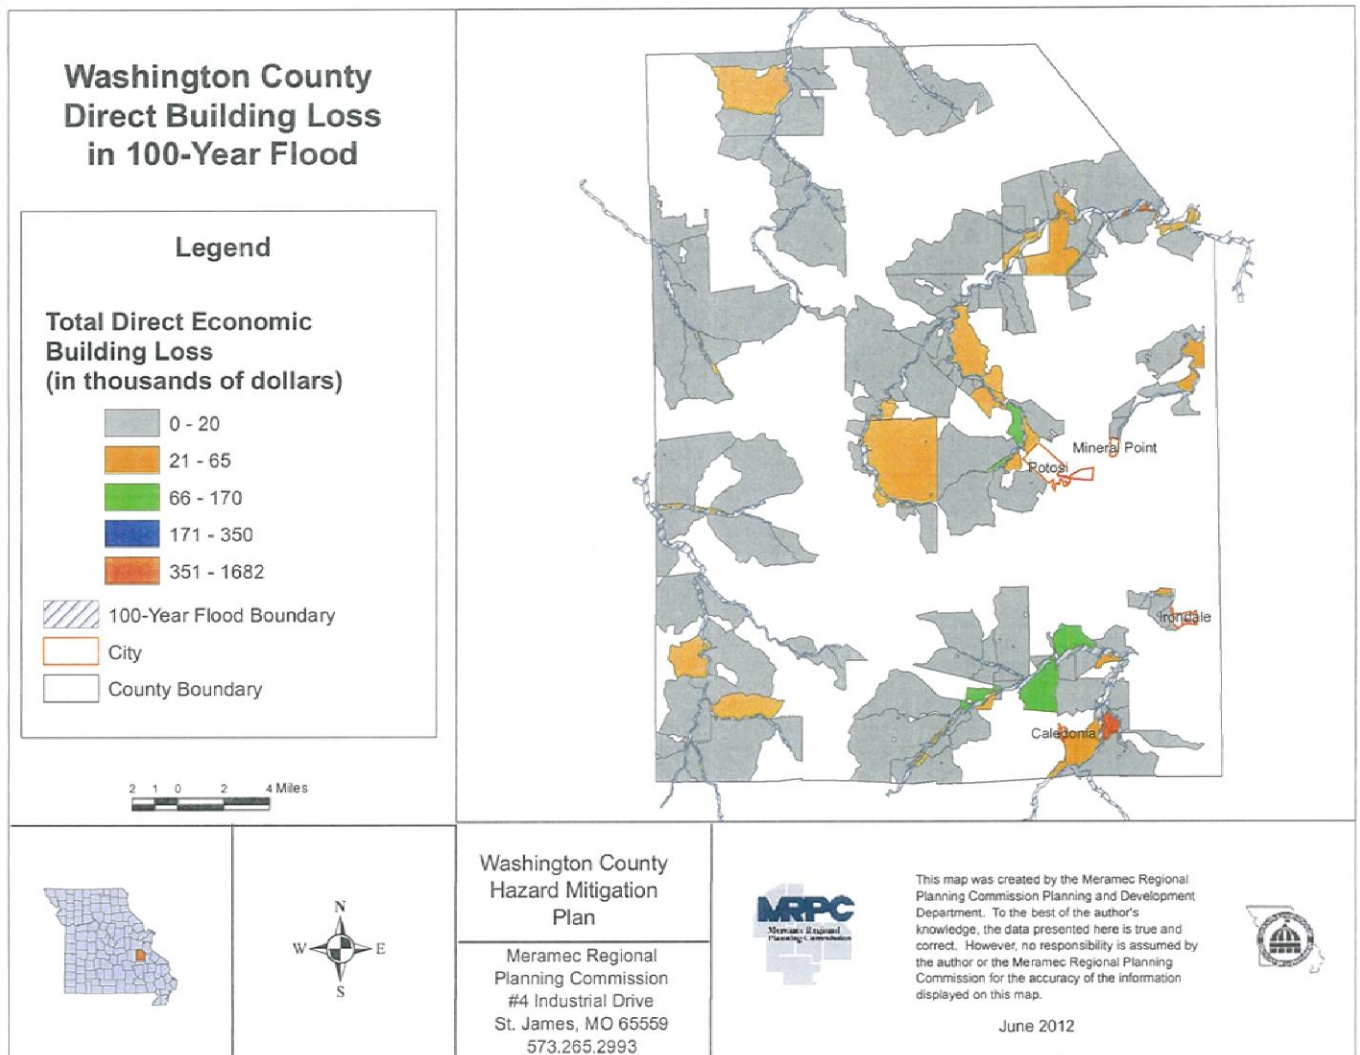 Washington County
Direct Building Loss
in 100-Year Flood
Legend
Total Direct Economic
Building Loss
(in thousands of dollars)
0 - 20
21 - 65
66 - 170
171 - 350
351 - 1682
100-Year Flood Boundary
City
County Boundary
2 1 0 2 4 Miles
Mineral Point
Potosi
Irondale
Caledonia
N
W E
S
Washington County
Hazard Mitigation
Plan
Meramec Regional
Planning Commission
#4 Industrial Drive
St. James, MO 65559
573.265.2993
MRPC
Meramec Regional
Planning Commission
This map was created by the Meramec Regional
Planning Commission Planning and Development
Department. To the best of the author's
knowledge, the data presented here is true and
correct. However, no responsibility is assumed by
the author or the Meramec Regional Planning
Commission for the accuracy of the information
displayed on this map.
June 2012